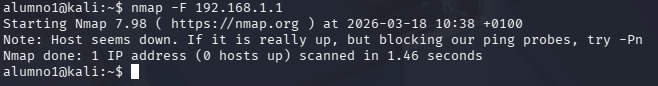 alumno1@kali:~$ nmap -F 192.168.1.1
Starting Nmap 7.98 ( https://nmap.org ) at 2026-03-18 10:38 +0100
Note: Host seems down. If it is really up, but blocking our ping probes, try -Pn
Nmap done: 1 IP address (0 hosts up) scanned in 1.46 seconds
alumno1@kali:~$